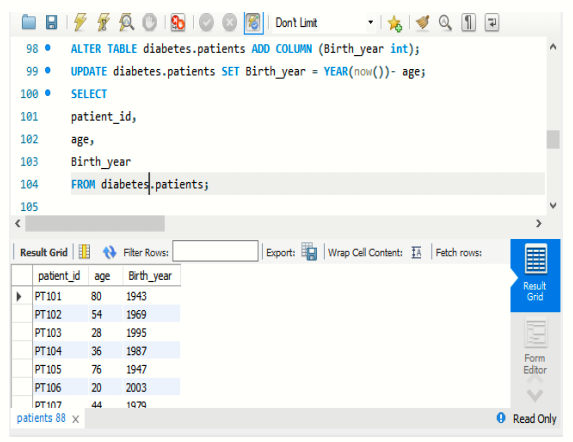 Don't Limit
98 ALTER TABLE diabetes.patients ADD COLUMN (Birth_year int);
99 UPDATE diabetes.patients SET Birth_year = YEAR(now())- age;
100 SELECT
101 patient_id,
102 age,
103 Birth_year
104 FROM diabetes.patients;
105
Result Grid Filter Rows: Export: Wrap Cell Content: Fetch rows:
patient_id age Birth_year
PT101 80 1943
PT102 54 1969
PT103 28 1995
PT104 36 1987
PT105 76 1947
PT106 20 2003
PT107 44 1979
Result
Grid
Form
Editor
patients 88 Read Only